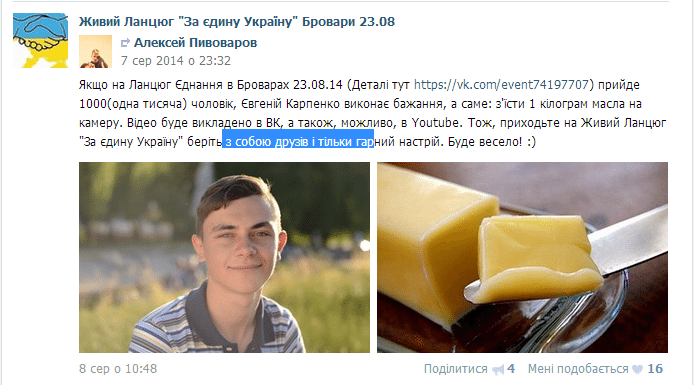 Живий Ланцюг "За єдину Україну" Бровари 23.08
Алексей Пивоваров
7 сер 2014 о 23:32
Якщо на Ланцюг Єднання в Броварах 23.08.14 (Деталі тут https://vk.com/event74197707) прийде
1000(одна тисяча) чоловік, Євгеній Карпенко виконає бажання, а саме: з'їсти 1 кілограм масла на
камеру. Відео буде викладено в ВК, а також, можливо, в Youtube. Тож, приходьте на Живий Ланцюг
"За єдину Україну" беріть з собою друзів і тільки гарний настрій. Буде весело! :)
8 сер о 10:48
Поділитися 4 Мені подобається 16